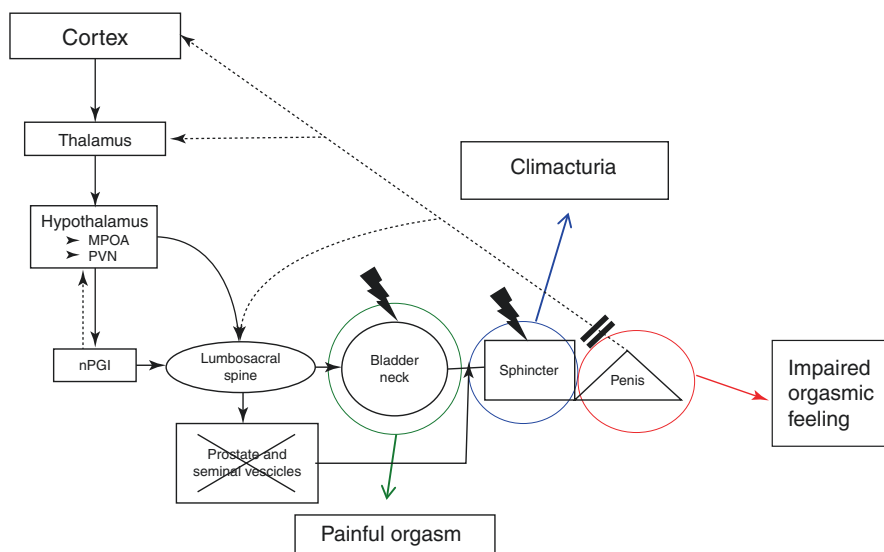 Cortex
Thalamus
Climacturia
Hypothalamus
MPOA
PVN
nPGI
Lumbosacral
spine
Bladder
neck
Sphincter
Penis
Impaired
orgasmic
feeling
Prostate and
seminal vescicles
Painful orgasm